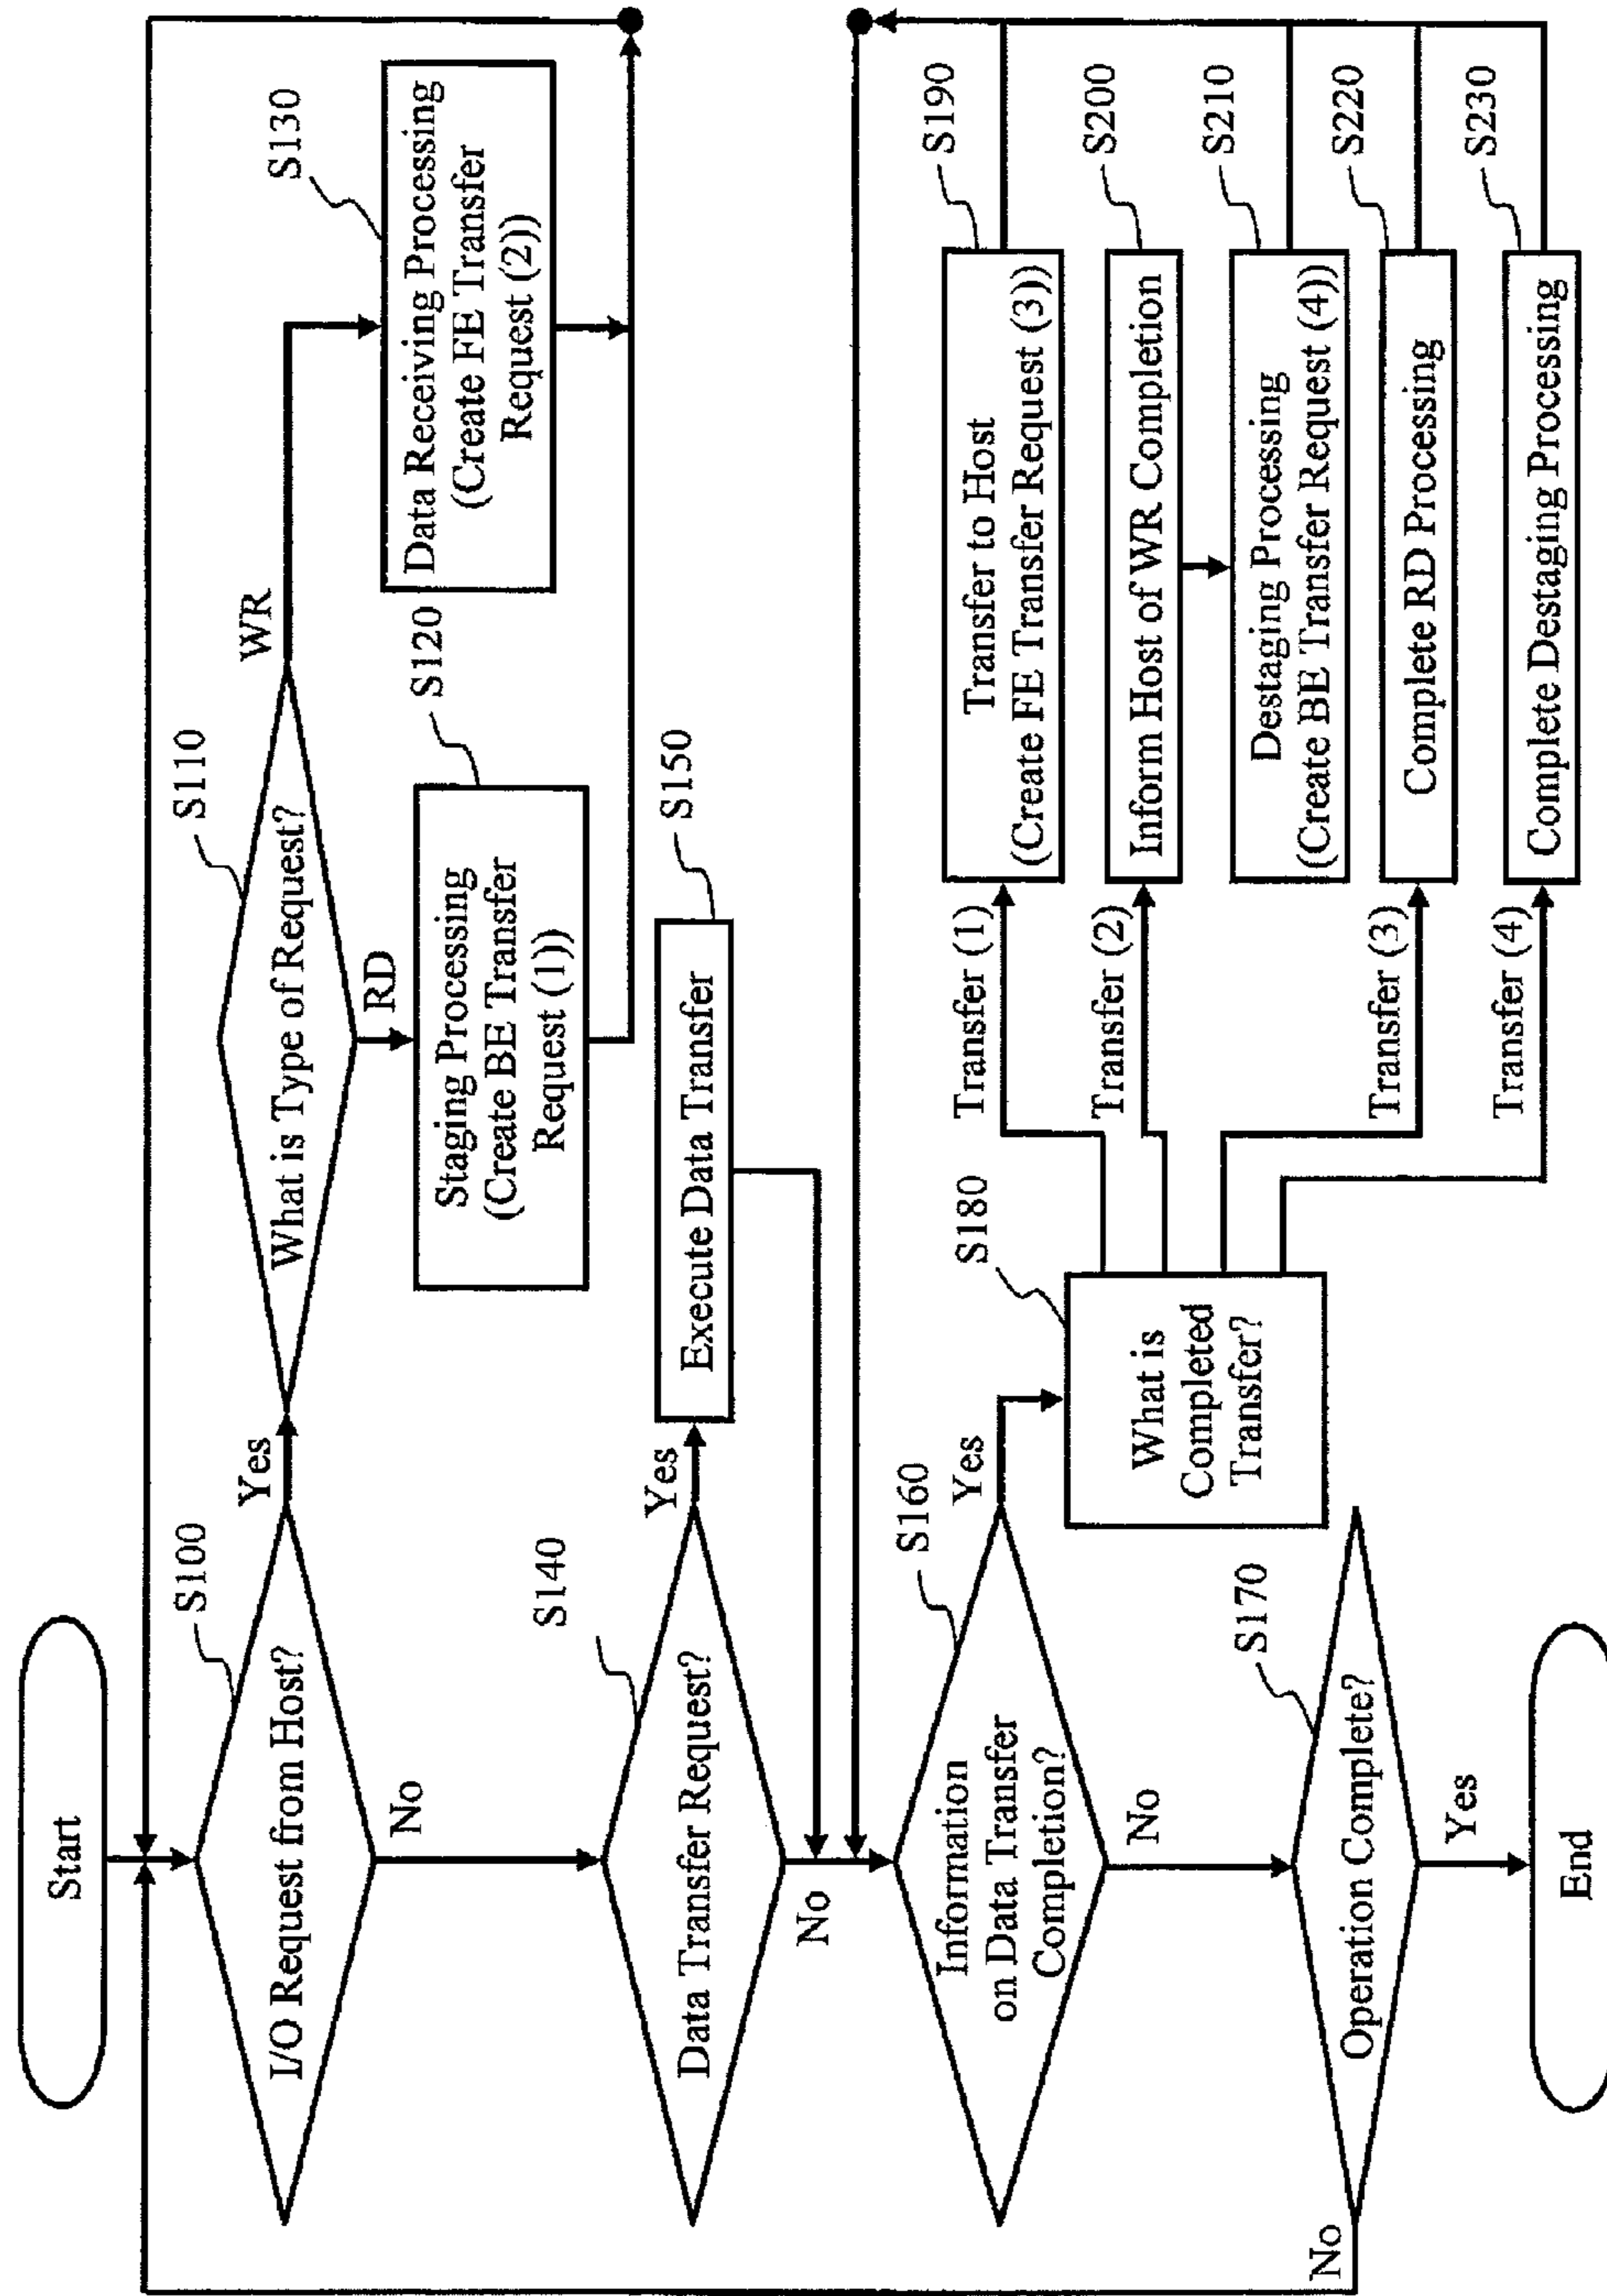 Start
S100
I/O Request from Host?
Yes
No
S110
What is Type of Request?
WR
RD
S120
Staging Processing
(Create BE Transfer
Request (1))
S130
Data Receiving Processing
(Create FE Transfer
Request (2))
S140
Data Transfer Request?
Yes
No
S150
Execute Data Transfer
S160
Information
on Data Transfer
Completion?
Yes
No
S170
Operation Complete?
No
Yes
End
S180
What is
Completed
Transfer?
Transfer (1)
Transfer (2)
Transfer (3)
Transfer (4)
S190
Transfer to Host
(Create FE Transfer Request (3))
S200
Inform Host of WR Completion
S210
Destaging Processing
(Create BE Transfer Request (4))
S220
Complete RD Processing
S230
Complete Destaging Processing